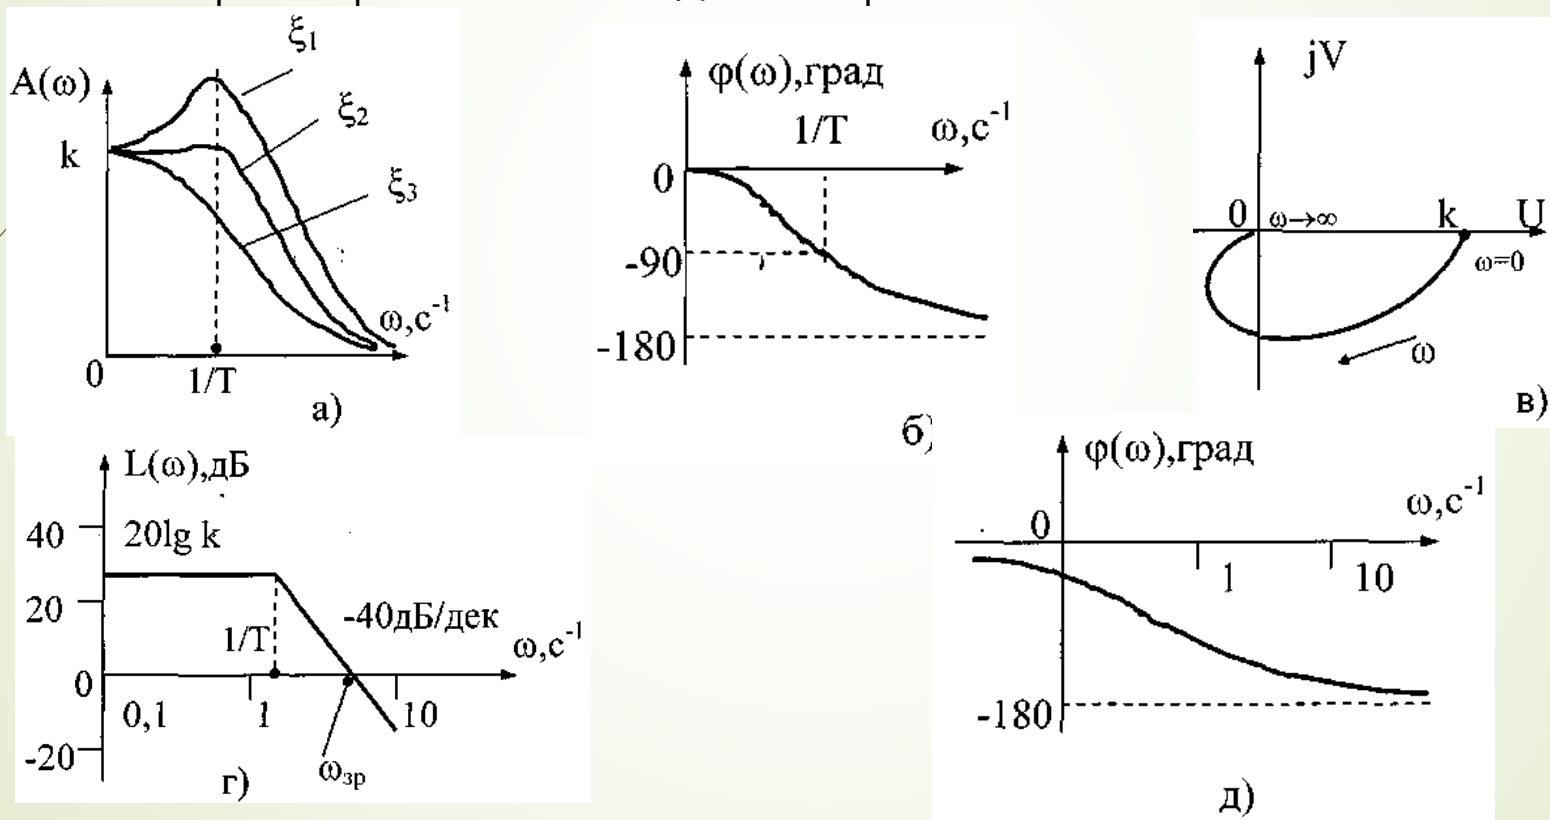 A(ω)
ξ₁
ξ₂
ξ₃
k
ω,с⁻¹
0
1/T
а)
φ(ω),град
1/T
ω,с⁻¹
0
-90
-180
б)
jV
0
ω→∞
k
U
ω=0
ω
в)
L(ω),дБ
40
20lg k
20
-40дБ/дек
1/T
ω,с⁻¹
0
0,1
1
10
-20
ωзр
г)
φ(ω),град
ω,с⁻¹
0
1
10
-180
д)